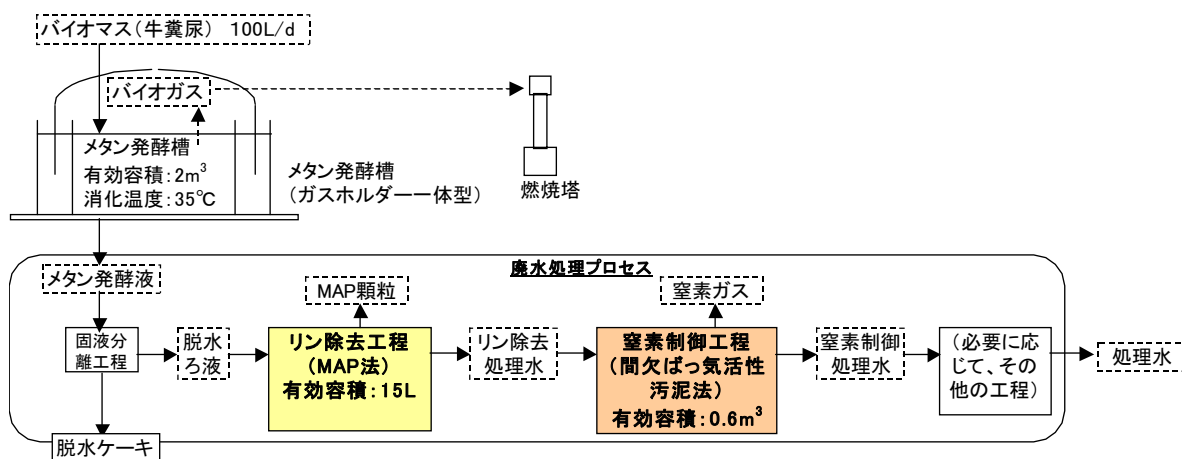 バイオマス(牛糞尿) 100L/d
バイオガス
メタン発酵槽
有効容積:2m³
消化温度:35℃
メタン発酵槽
(ガスホルダー一体型)
燃焼塔
廃水処理プロセス
メタン発酵液
MAP顆粒
窒素ガス
固液分
離工程
脱水
ろ液
リン除去工程
(MAP法)
有効容積:15L
リン除去
処理水
窒素制御工程
(間欠ばっ気活性
汚泥法)
有効容積:0.6m³
窒素制御
処理水
(必要に応
じて、その
他の工程)
処理水
脱水ケーキ